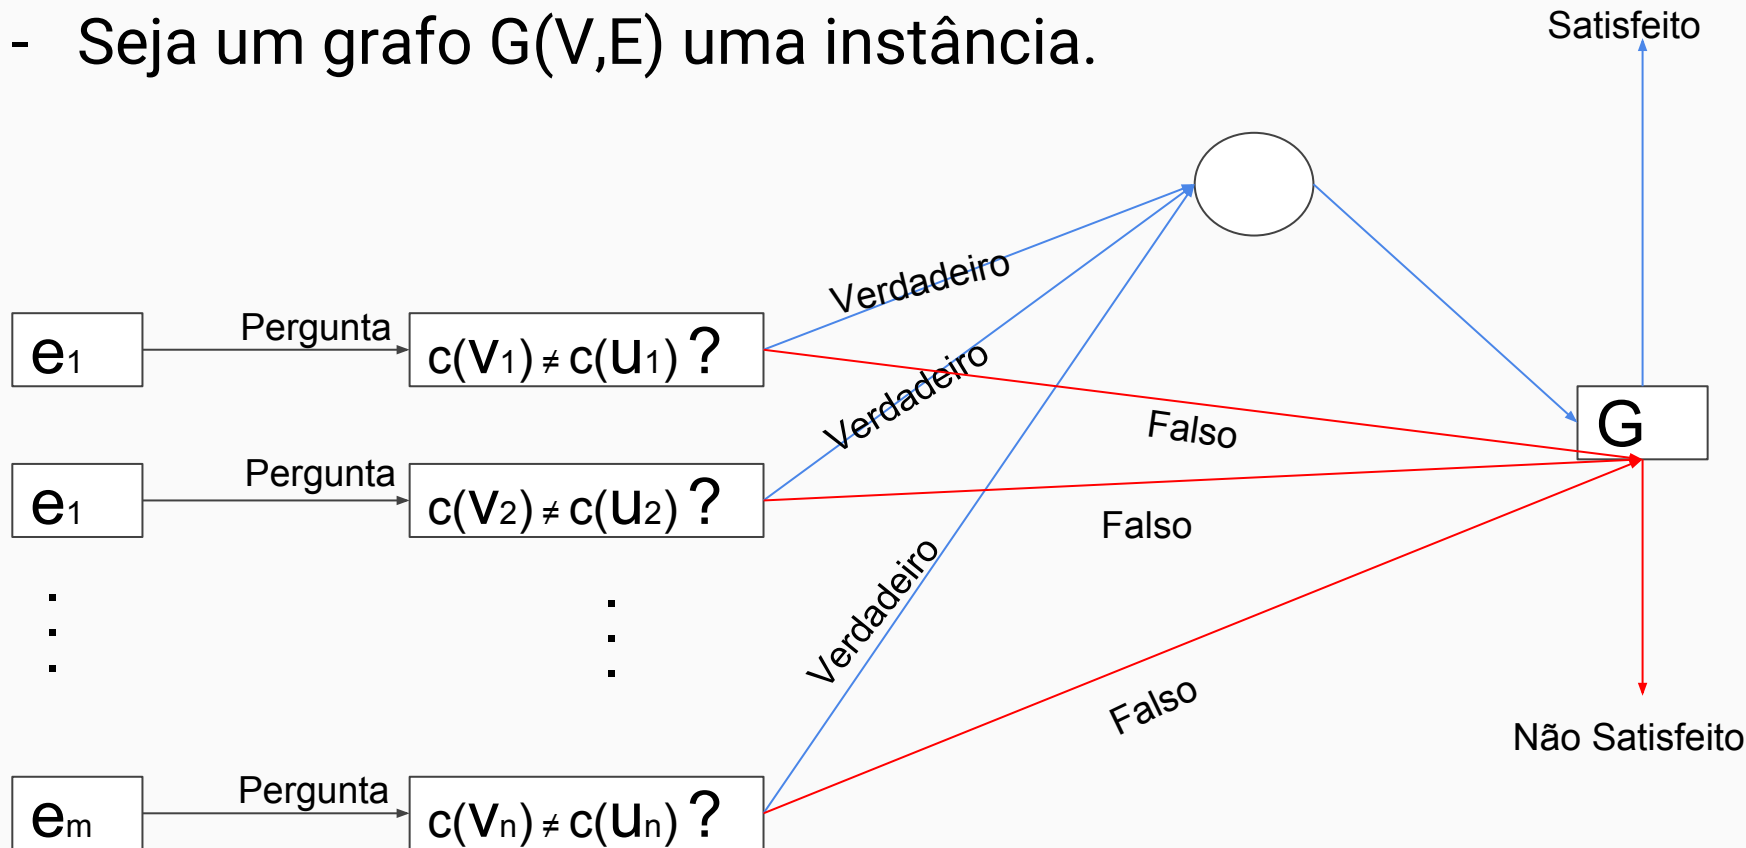 - Seja um grafo G(V,E) uma instância.
Satisfeito
Verdadeiro
e1
Pergunta
c(v1) ≠ c(u1) ?
Verdadeiro
Falso
G
e1
Pergunta
c(v2) ≠ c(u2) ?
Falso
Verdadeiro
Falso
Não Satisfeito
em
Pergunta
c(vn) ≠ c(un) ?